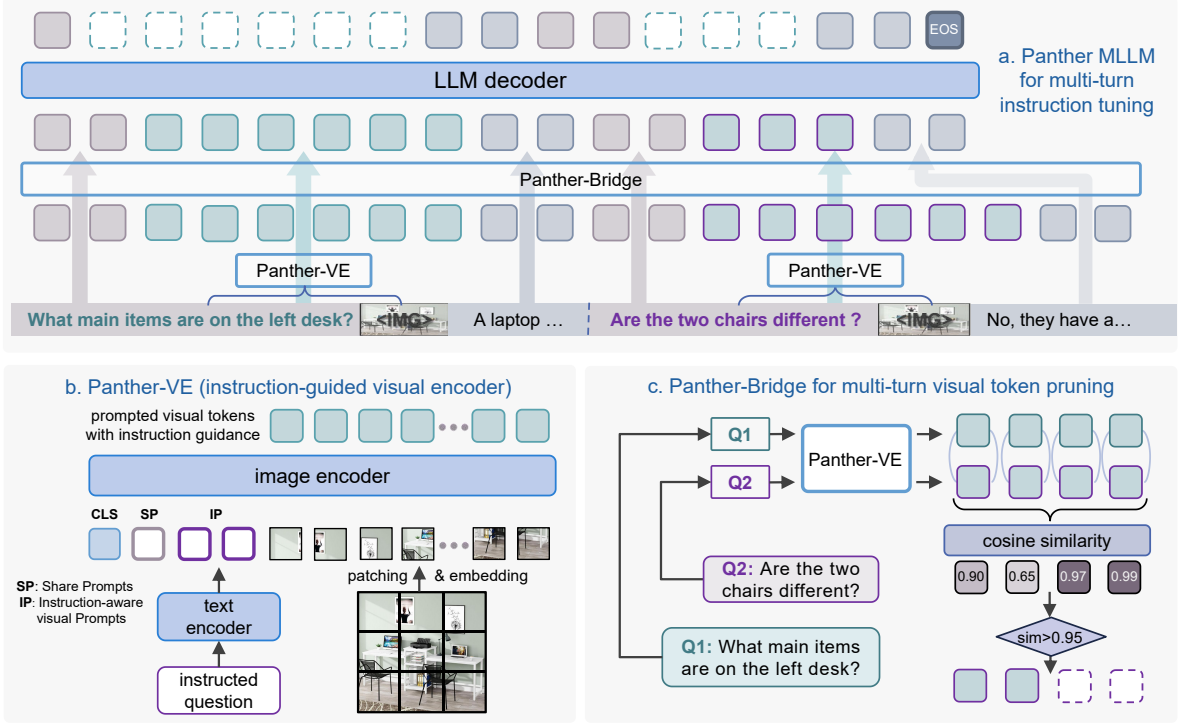 EOS
a. Panther MLLM
for multi-turn
instruction tuning
LLM decoder
Panther-Bridge
Panther-VE
Panther-VE
What main items are on the left desk?
<IMG>
A laptop …
Are the two chairs different ?
<IMG>
No, they have a…
b. Panther-VE (instruction-guided visual encoder)
prompted visual tokens
with instruction guidance
image encoder
CLS
SP
IP
SP: Share Prompts
IP: Instruction-aware
visual Prompts
patching
& embedding
text
encoder
instructed
question
c. Panther-Bridge for multi-turn visual token pruning
Q1
Q2
Panther-VE
cosine similarity
0.90
0.65
0.97
0.99
Q2: Are the two
chairs different?
sim>0.95
Q1: What main items
are on the left desk?